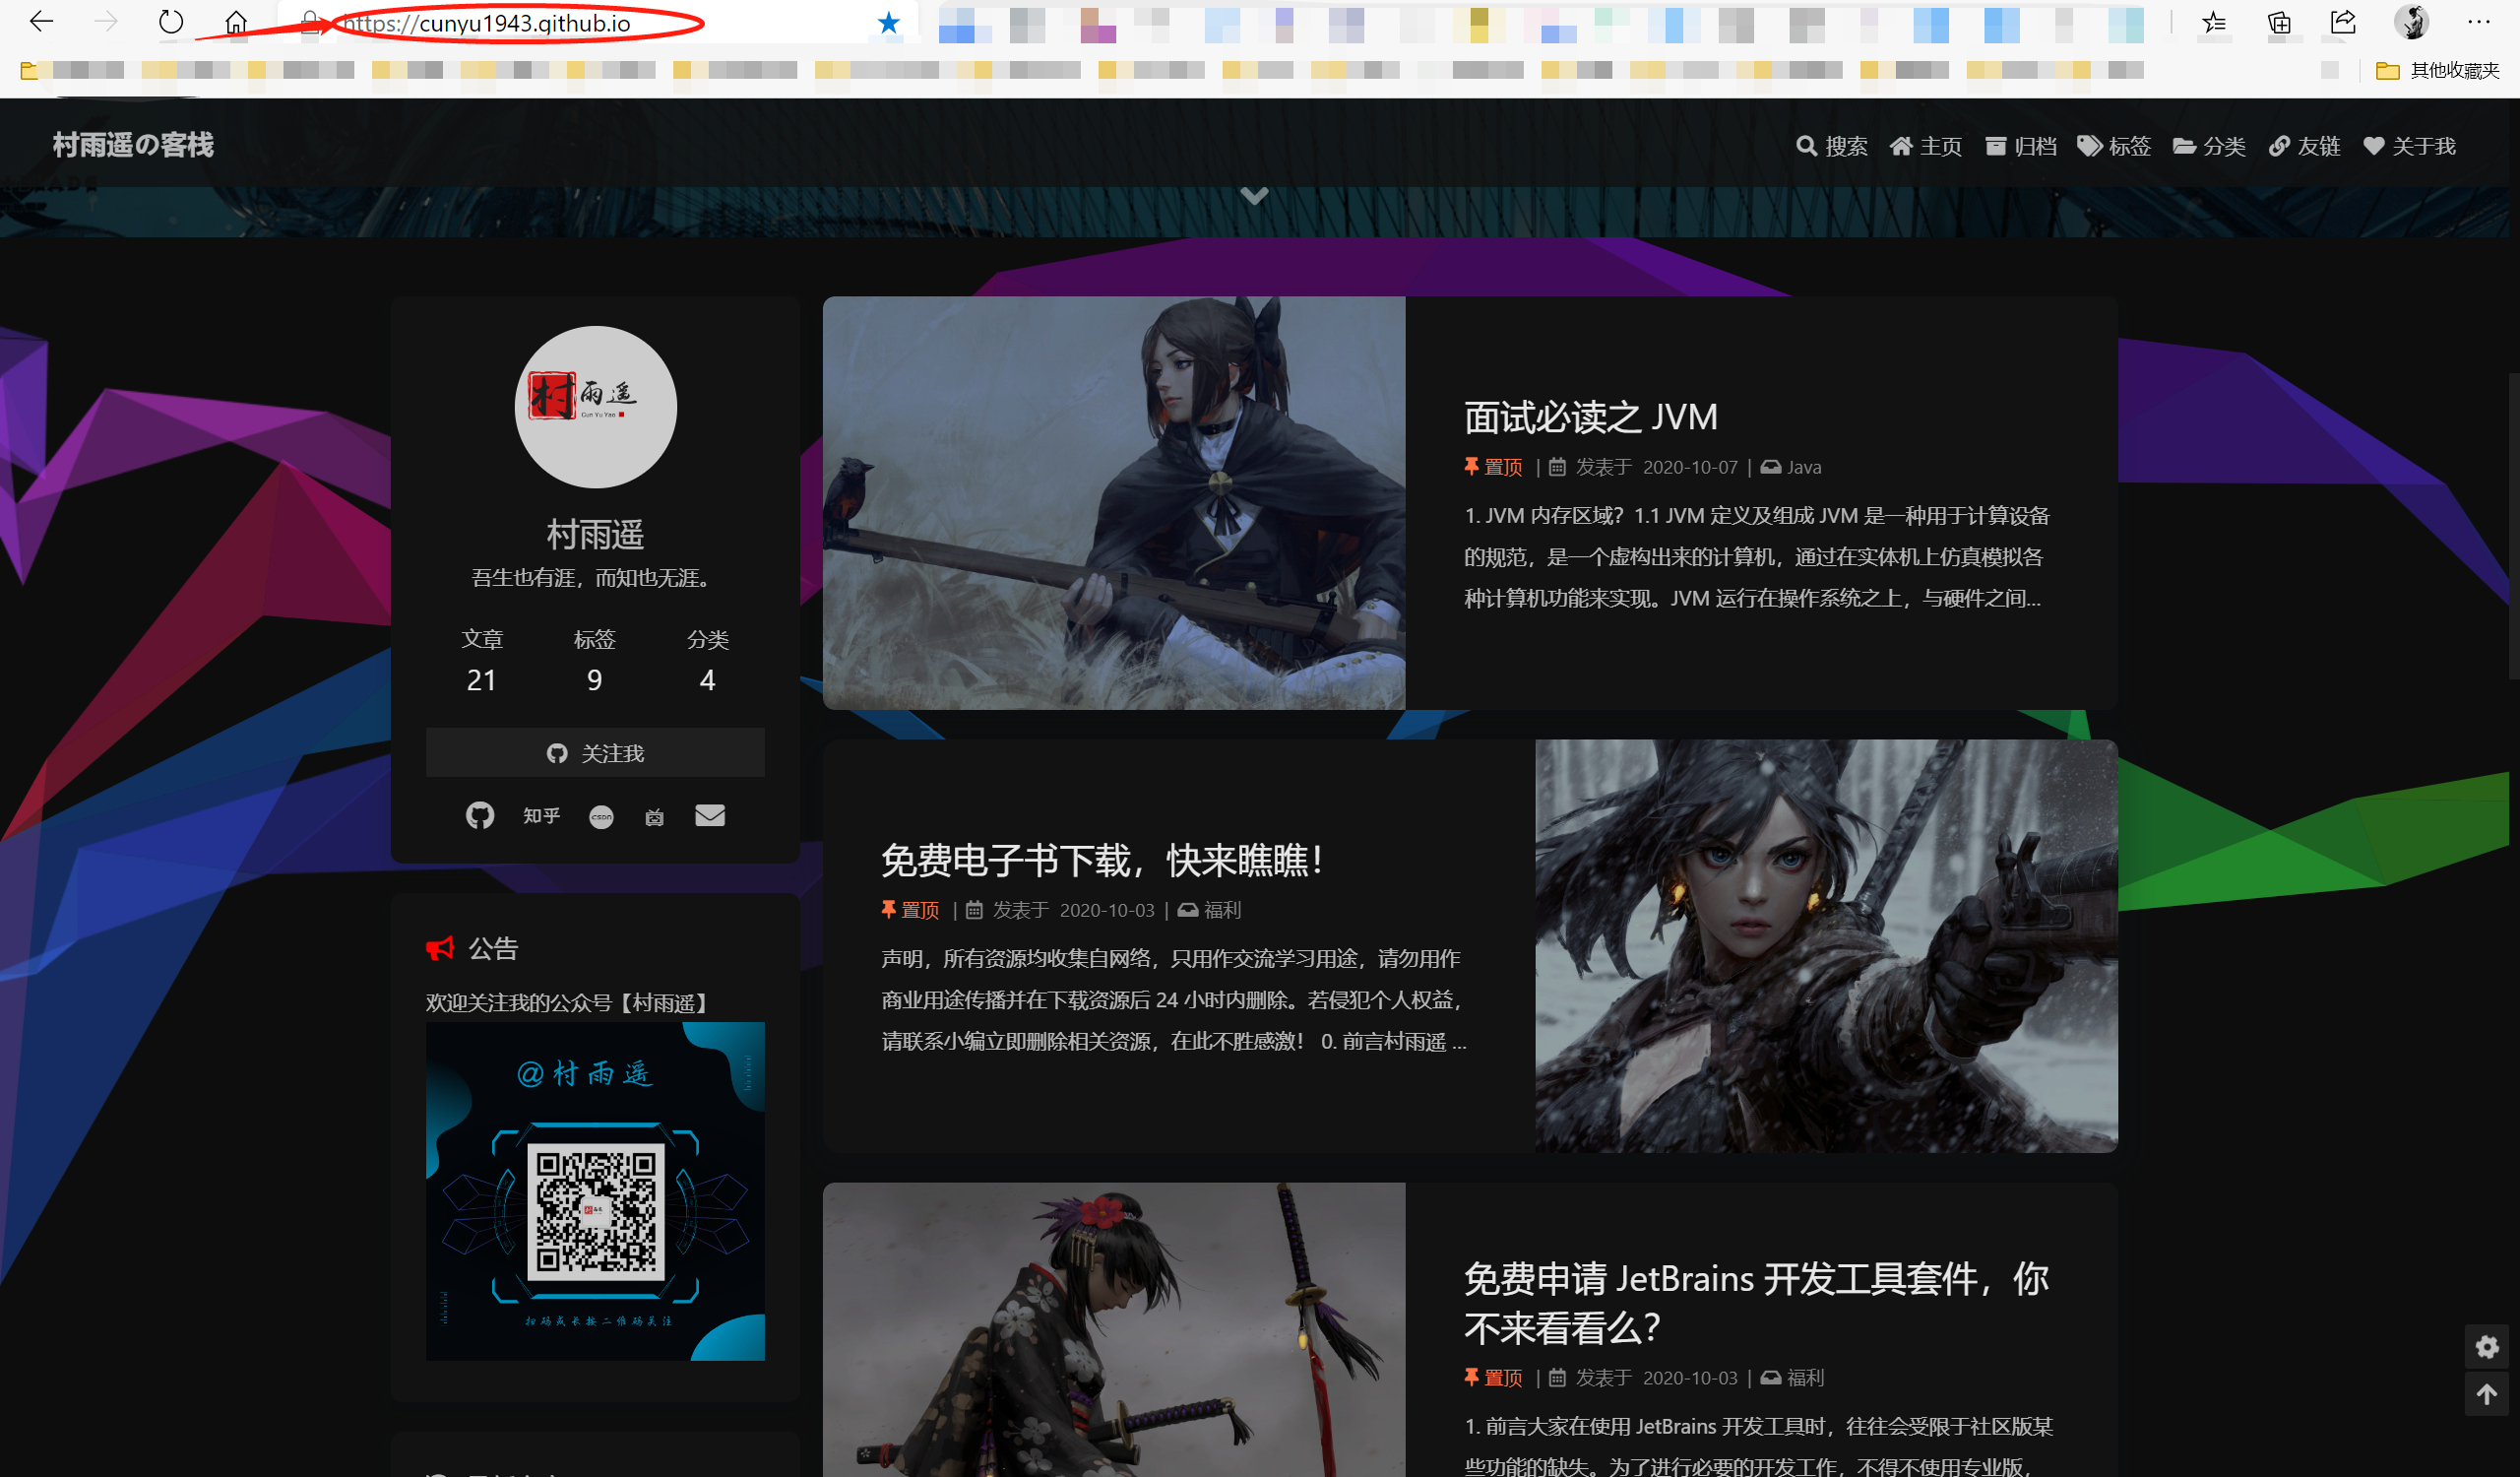 https://cunyu1943.github.io
其他收藏夹
村雨遥の客栈
搜索 主页 归档 标签 分类 友链 关于我
村雨遥
Cun Yu Yao
村雨遥
吾生也有涯，而知也无涯。
文章 标签 分类
21 9 4
关注我
知乎
CSDN
公告
欢迎关注我的公众号【村雨遥】
@村雨遥
扫码或长按二维码关注
面试必读之 JVM
置顶 | 发表于 2020-10-07 | Java
1. JVM 内存区域？1.1 JVM 定义及组成 JVM 是一种用于计算设备
的规范，是一个虚构出来的计算机，通过在实体机上仿真模拟各
种计算机功能来实现。JVM 运行在操作系统之上，与硬件之间...
免费电子书下载，快来瞧瞧！
置顶 | 发表于 2020-10-03 | 福利
声明，所有资源均收集自网络，只用作交流学习用途，请勿用作
商业用途传播并在下载资源后 24 小时内删除。若侵犯个人权益，
请联系小编立即删除相关资源，在此不胜感激！ 0. 前言村雨遥 ...
免费申请 JetBrains 开发工具套件，你
不来看看么？
置顶 | 发表于 2020-10-03 | 福利
1. 前言大家在使用 JetBrains 开发工具时，往往会受限于社区版某
些功能的缺失。为了进行必要的开发工作，不得不使用专业版，